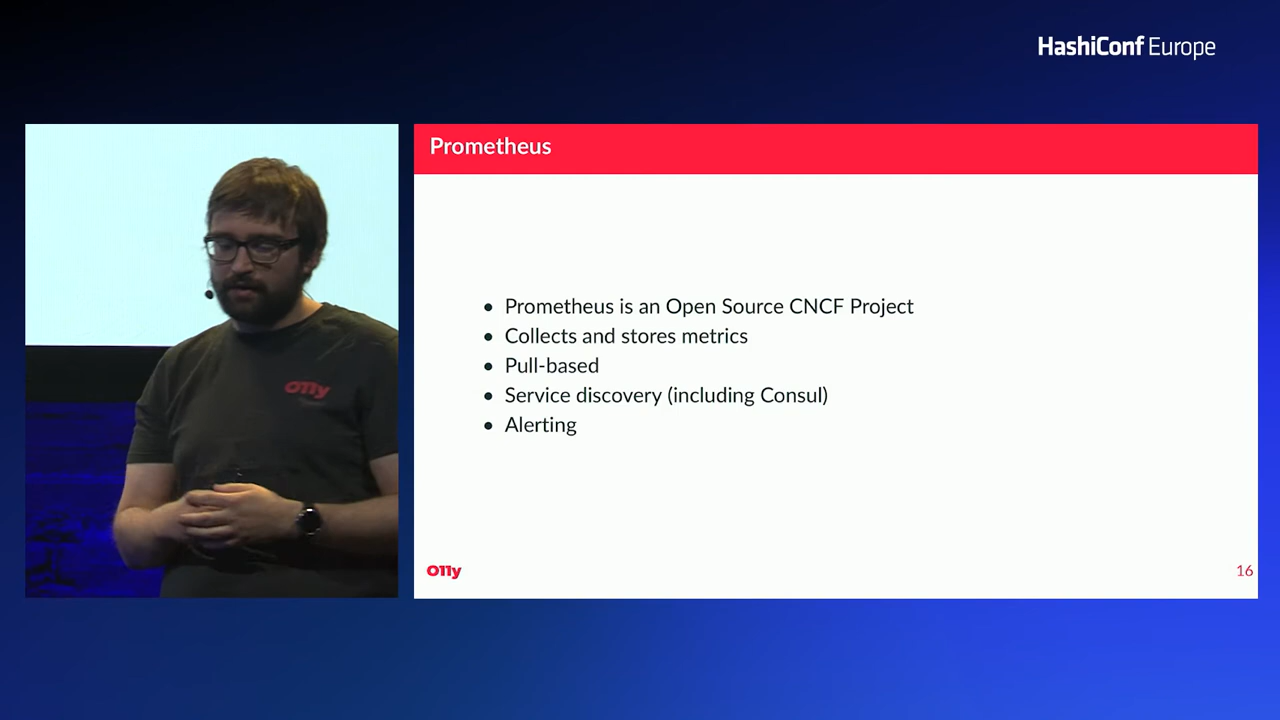 HashiConf Europe
Prometheus
O11y
• Prometheus is an Open Source CNCF Project
• Collects and stores metrics
• Pull-based
• Service discovery (including Consul)
• Alerting
O11y
16